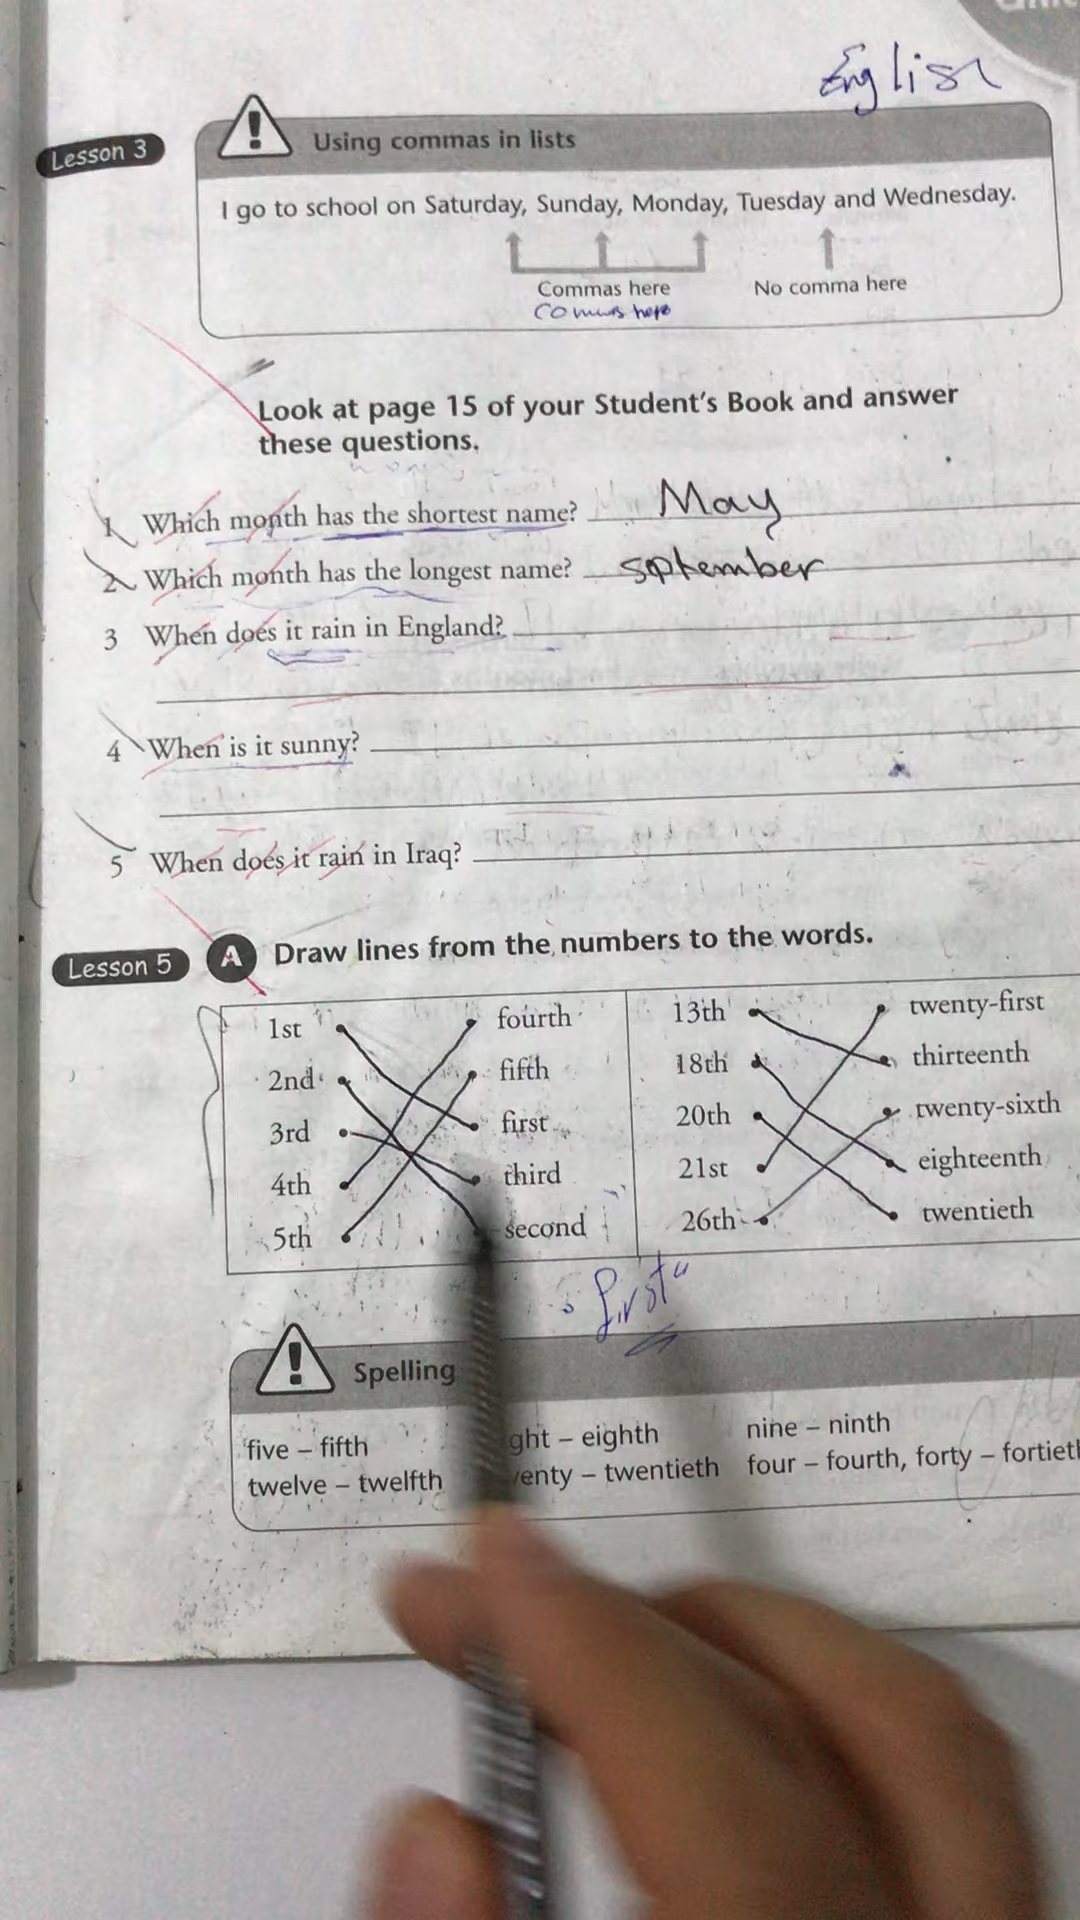 English
Lesson 3
Using commas in lists
I go to school on Saturday, Sunday, Monday, Tuesday and Wednesday.
Commas here
No comma here
Look at page 15 of your Student's Book and answer
these questions.
1 Which month has the shortest name? May
2 Which month has the longest name? September
3 When does it rain in England?
4 When is it sunny?
5 When does it rain in Iraq?
Lesson 5
A Draw lines from the numbers to the words.
1st fourth 13th twenty-first
2nd fifth 18th thirteenth
3rd first 20th twenty-sixth
4th third 21st eighteenth
5th second 26th twentieth
first
Spelling
five – fifth ght – eighth nine – ninth
twelve – twelfth enty – twentieth four – fourth, forty – fortiet